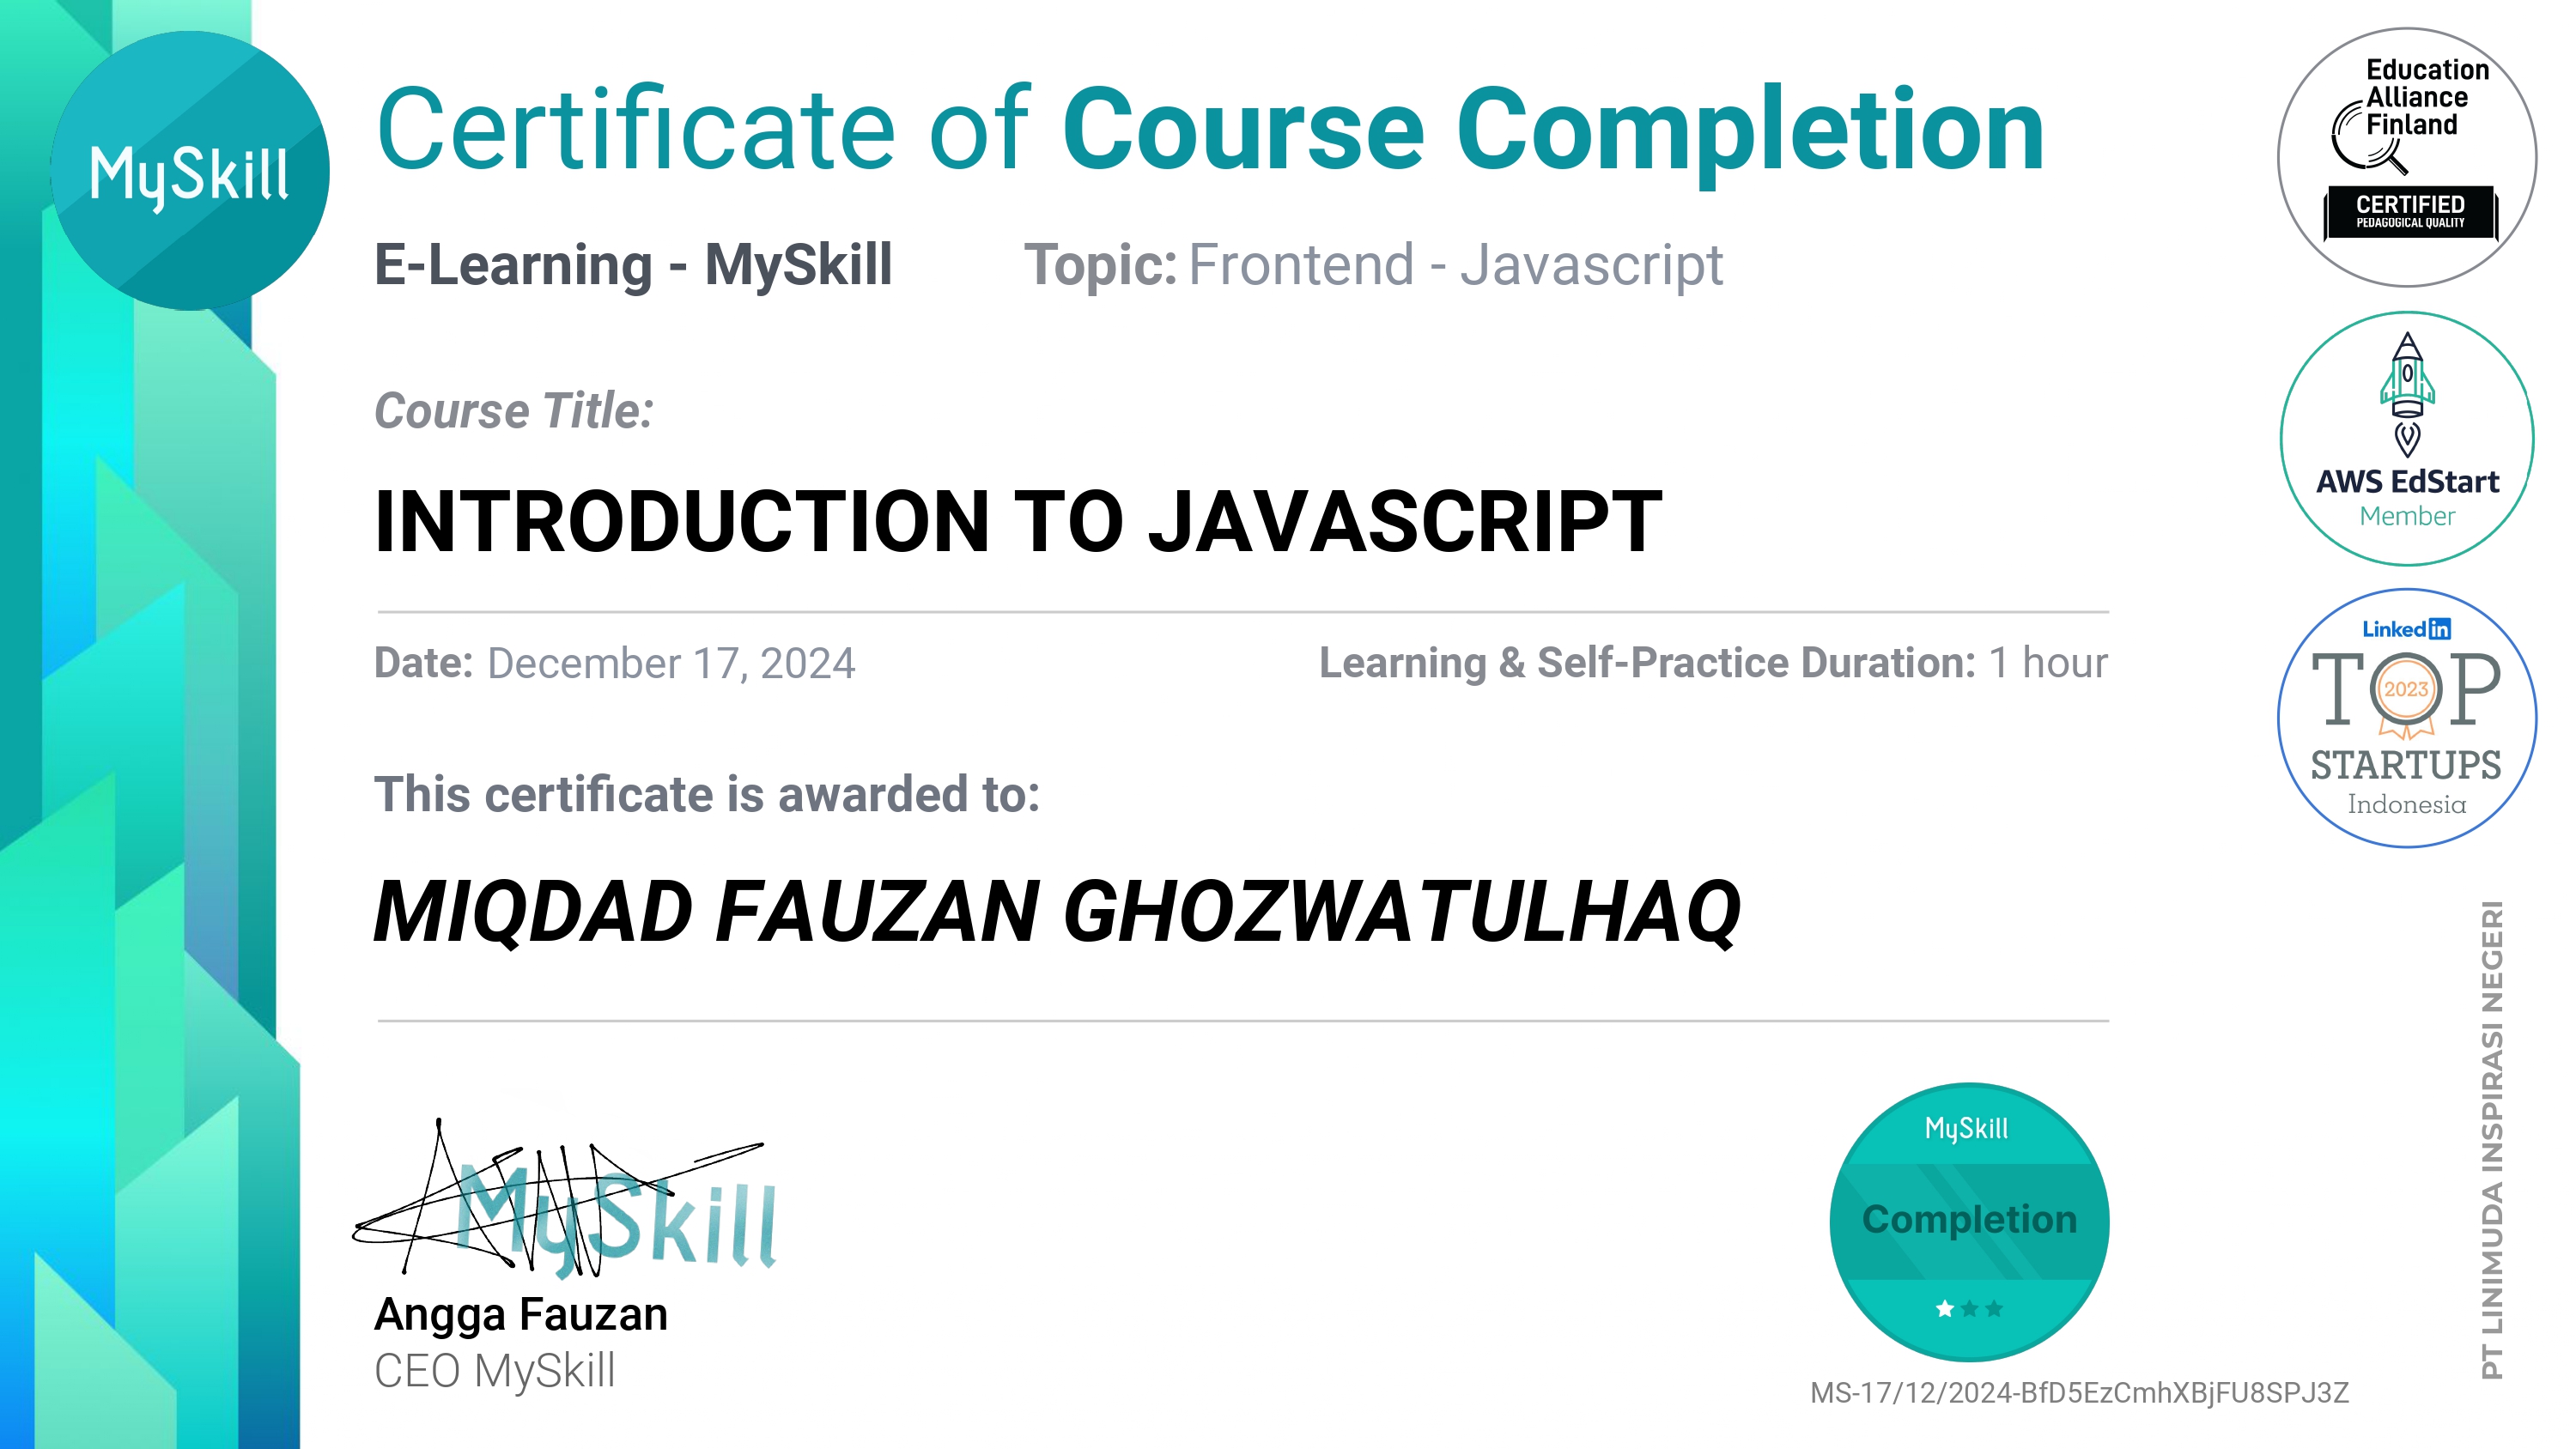 MySkill
Certificate of Course Completion
E-Learning - MySkill
Topic: Frontend - Javascript
Course Title:
INTRODUCTION TO JAVASCRIPT
Date: December 17, 2024
Learning & Self-Practice Duration: 1 hour
This certificate is awarded to:
MIQDAD FAUZAN GHOZWATULHAQ
MySkill
Angga Fauzan
CEO MySkill
MySkill
Completion
MS-17/12/2024-BfD5EzCmhXBjFU8SPJ3Z
Education
Alliance
Finland
CERTIFIED
PEDAGOGICAL QUALITY
AWS EdStart
Member
Linked in
TOP
2023
STARTUPS
Indonesia
PT LINIMUDA INSPIRASI NEGERI